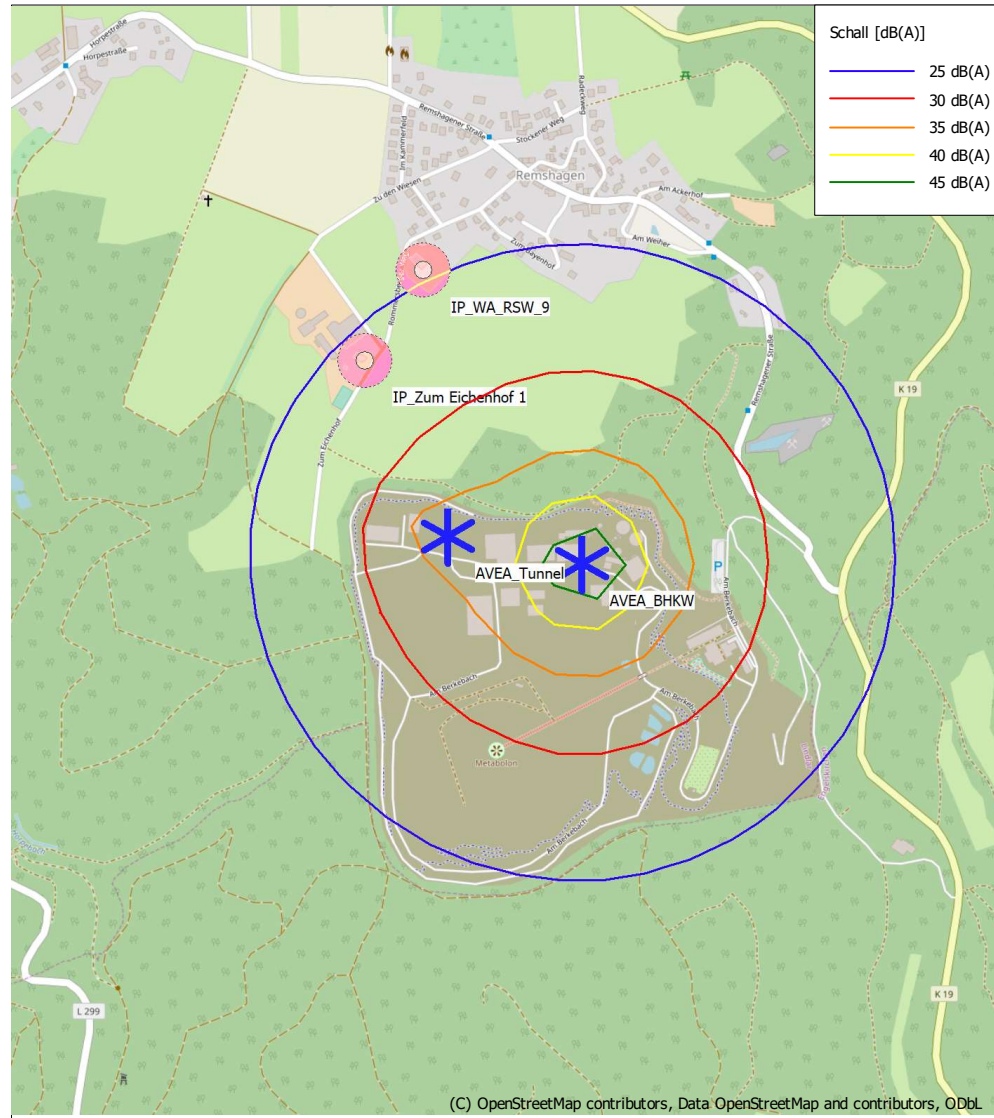 Schall [dB(A)]
25 dB(A)
30 dB(A)
35 dB(A)
40 dB(A)
45 dB(A)
Horpestraße
Horpestraße
Radeckweg
Remshagener Straße
Stockener Weg
Im Kammerfeld
Remshagen
Zu den Wiesen
Am Ackerhof
Am Weiher
Zum Bayenhof
IP_WA_RSW_9
Remshagener Straße
IP_Zum Eichenhof 1
K 19
Zum Eichenhof
AVEA_Tunnel
P
AVEA_BHKW
Am Berkebach
Am Berkebach
Am Berkebach
Metabolon
Am Berkebach
L 299
K 19
(C) OpenStreetMap contributors, Data OpenStreetMap and contributors, ODbL